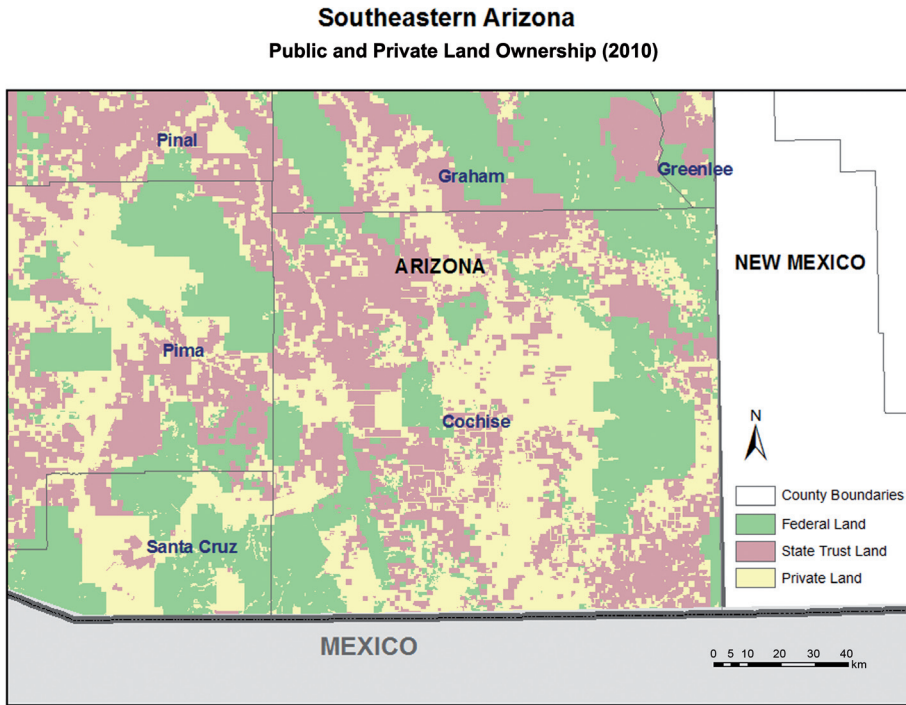 Southeastern Arizona
Public and Private Land Ownership (2010)
Pinal
Graham
Greenlee
ARIZONA
NEW MEXICO
Pima
Cochise
N
County Boundaries
Federal Land
State Trust Land
Private Land
Santa Cruz
MEXICO
0 5 10 20 30 40
km